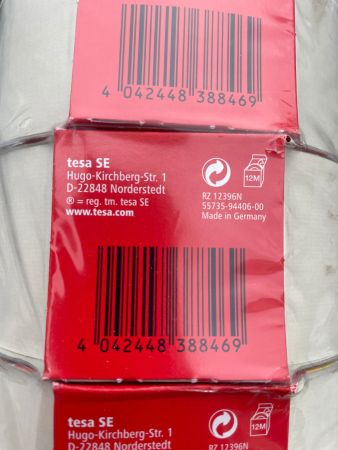 4 042448 388469
tesa SE
Hugo-Kirchberg-Str. 1
D-22848 Norderstedt
® = reg. tm. tesa SE
www.tesa.com
12M
RZ 12396N
55735-94406-00
Made in Germany
4 042448 388469
tesa SE
Hugo-Kirchberg-Str. 1
D-22848 Norderstedt
12M
RZ 12396N